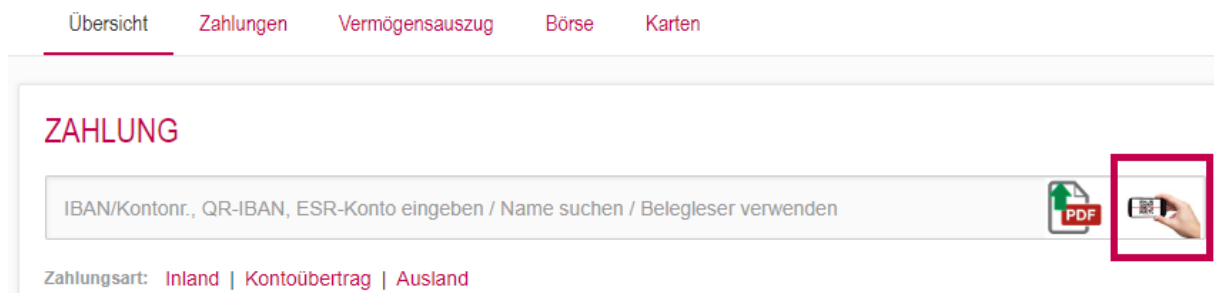 Übersicht Zahlungen Vermögensauszug Börse Karten
ZAHLUNG
IBAN/Kontonr., QR-IBAN, ESR-Konto eingeben / Name suchen / Belegleser verwenden
PDF
Zahlungsart: Inland | Kontoübertrag | Ausland